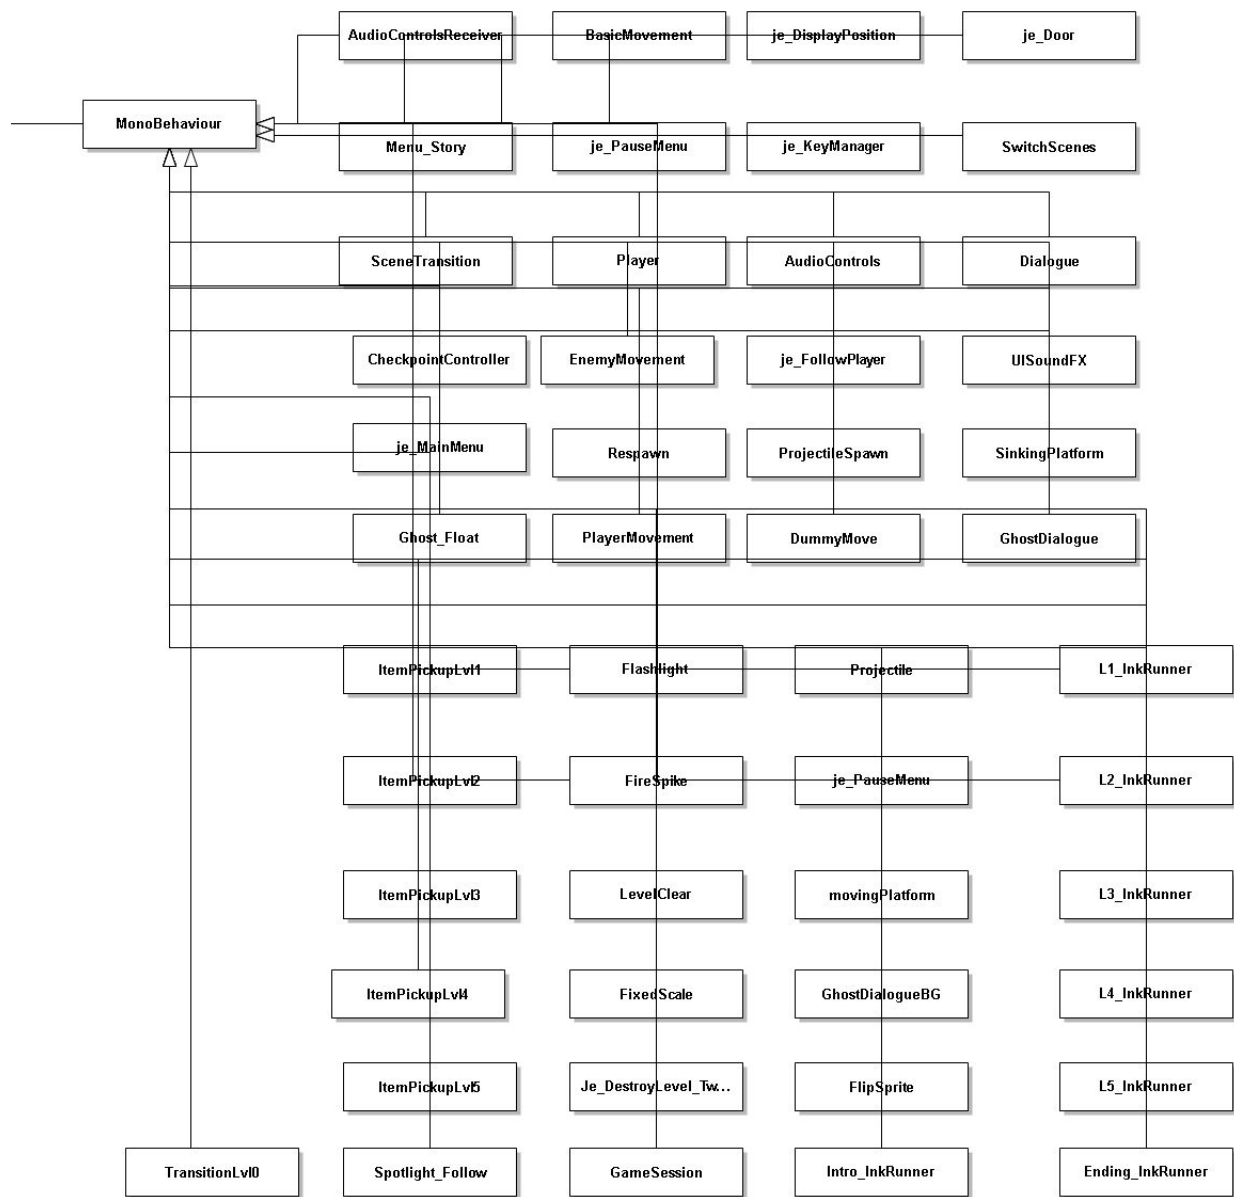 AudioControlsReceiver
BasicMovement
je_DisplayPosition
je_Door
MonoBehaviour
Menu_Story
je_PauseMenu
je_KeyManager
SwitchScenes
SceneTransition
Player
AudioControls
Dialogue
CheckpointController
EnemyMovement
je_FollowPlayer
UISoundFX
je_MainMenu
Respawn
ProjectileSpawn
SinkingPlatform
Ghost_Float
PlayerMovement
DummyMove
GhostDialogue
ItemPickupLvl1
Flashlight
Projectile
L1_InkRunner
ItemPickupLvl2
FireSpike
je_PauseMenu
L2_InkRunner
ItemPickupLvl3
LevelClear
movingPlatform
L3_InkRunner
ItemPickupLvl4
FixedScale
GhostDialogueBG
L4_InkRunner
ItemPickupLvl5
Je_DestroyLevel_Tw...
FlipSprite
L5_InkRunner
TransitionLvl0
Spotlight_Follow
GameSession
Intro_InkRunner
Ending_InkRunner